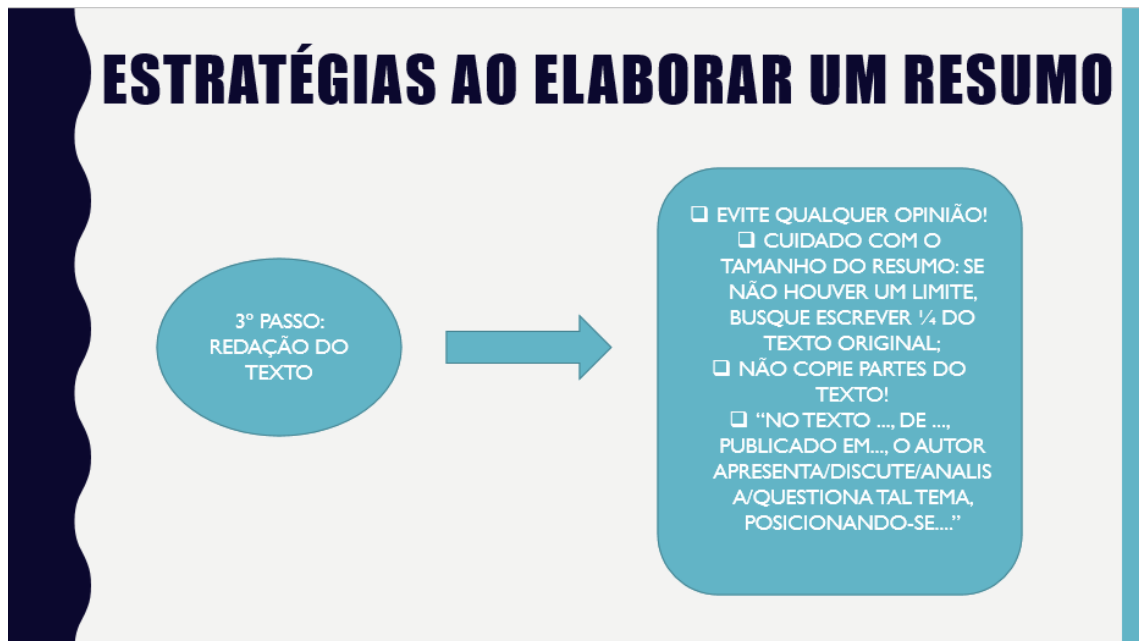 ESTRATÉGIAS AO ELABORAR UM RESUMO
3º PASSO:
REDAÇÃO DO
TEXTO
❑ EVITE QUALQUER OPINIÃO!
❑ CUIDADO COM O
TAMANHO DO RESUMO: SE
NÃO HOUVER UM LIMITE,
BUSQUE ESCREVER ¼ DO
TEXTO ORIGINAL;
❑ NÃO COPIE PARTES DO
TEXTO!
❑ “NO TEXTO ..., DE ...,
PUBLICADO EM..., O AUTOR
APRESENTA/DISCUTE/ANALIS
A/QUESTIONA TAL TEMA,
POSICIONANDO-SE....”